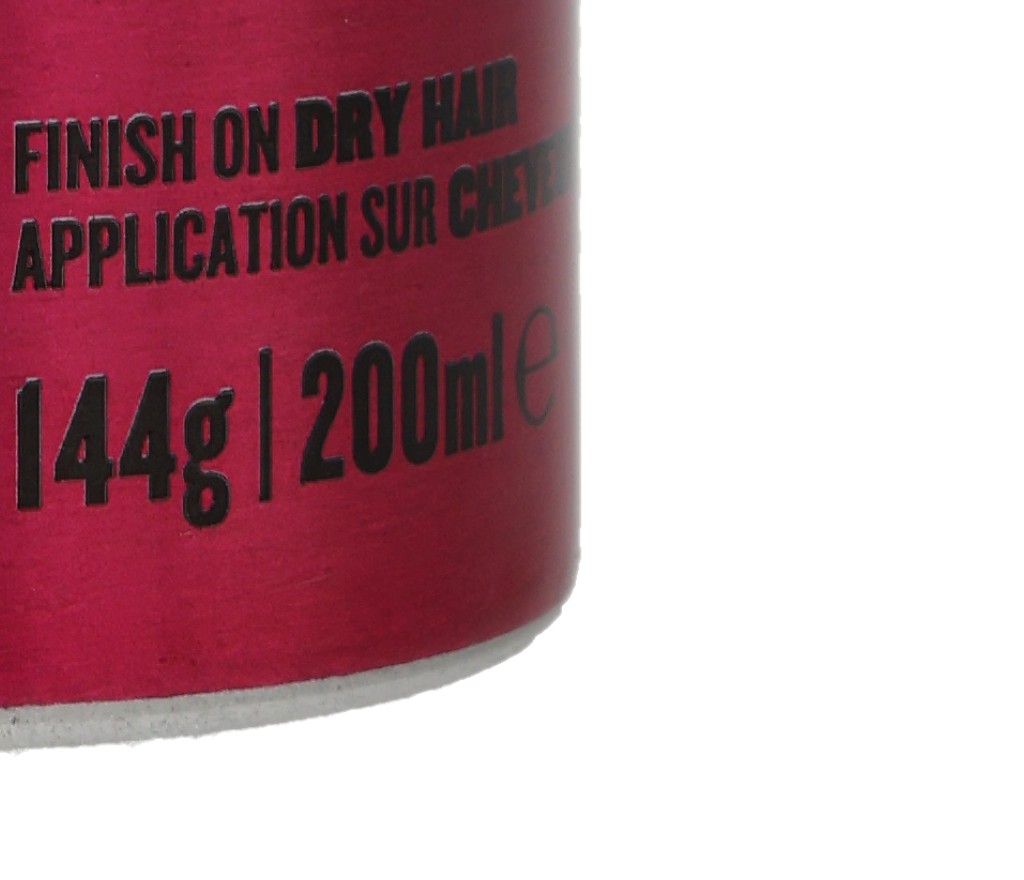 FINISH ON DRY HAIR
APPLICATION SUR
144g | 200ml e